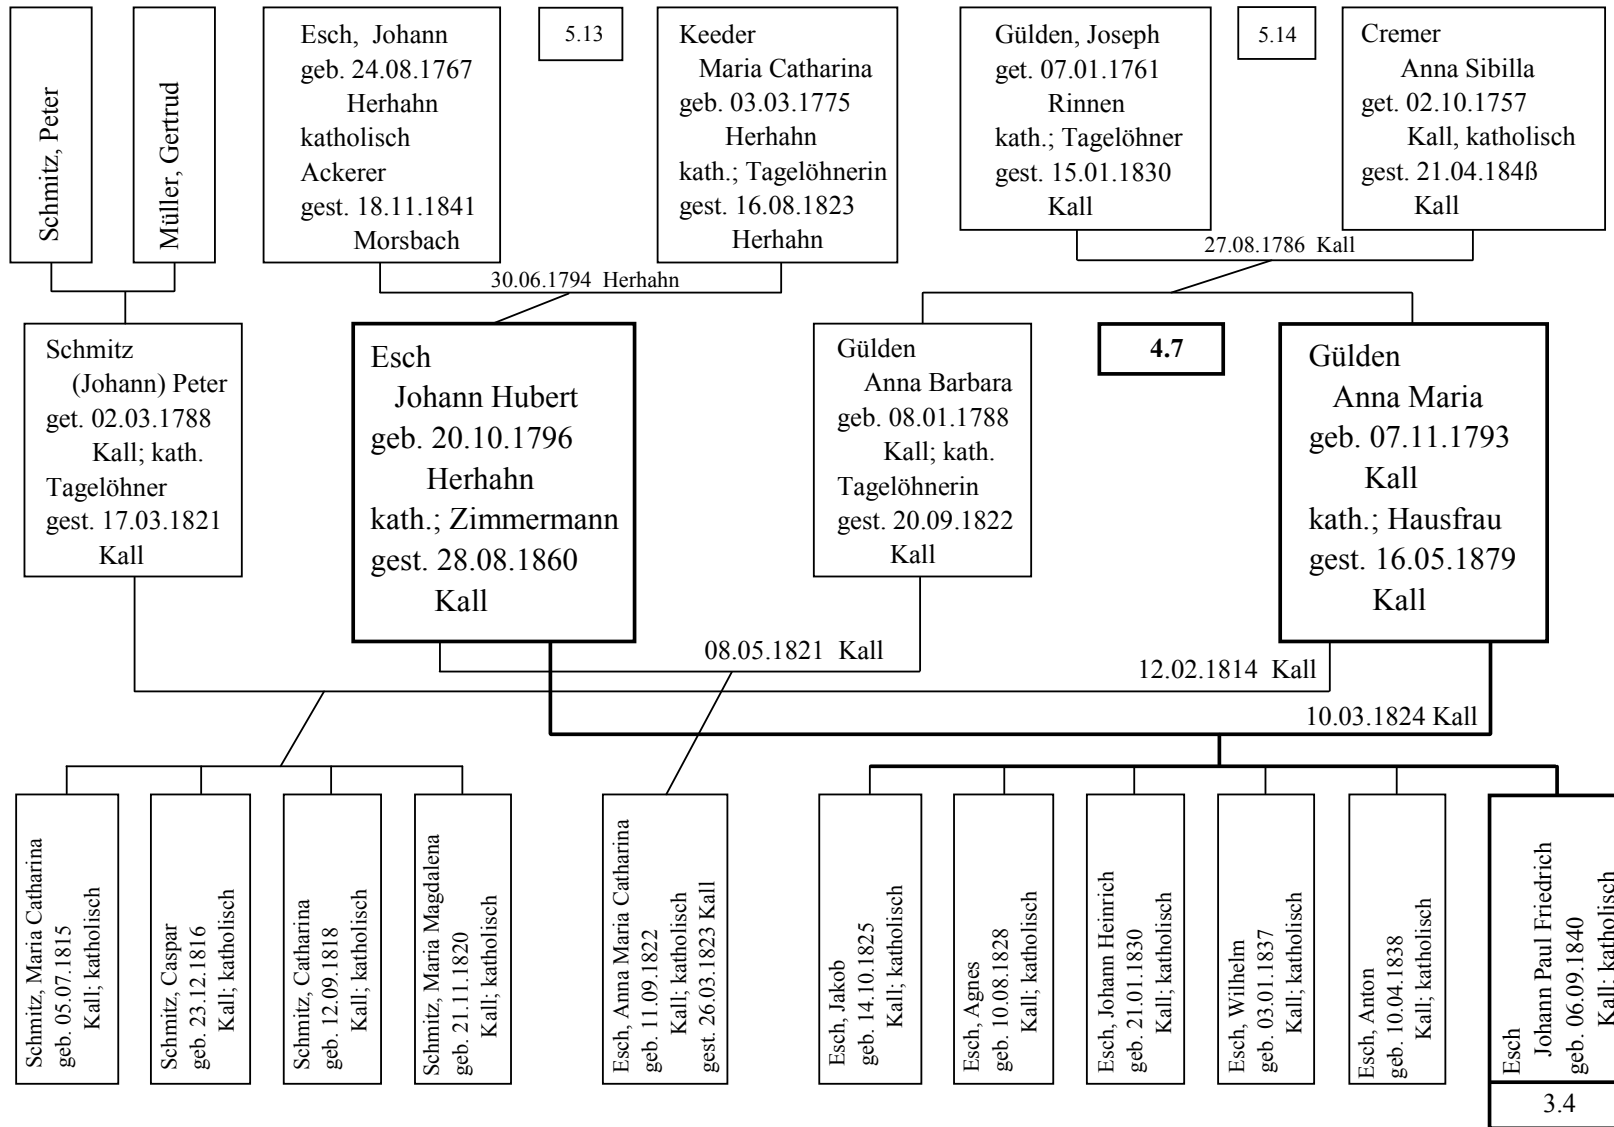 Schmitz, Peter
Müller, Gertrud
Esch,  Johann
geb. 24.08.1767
Herhahn
katholisch
Ackerer
gest. 18.11.1841
Morsbach
5.13
Keeder
Maria Catharina
geb. 03.03.1775
Herhahn
kath.; Tagelöhnerin
gest. 16.08.1823
Herhahn
Gülden, Joseph
get. 07.01.1761
Rinnen
kath.; Tagelöhner
gest. 15.01.1830
Kall
5.14
Cremer
Anna Sibilla
get. 02.10.1757
Kall, katholisch
gest. 21.04.184ß
Kall
30.06.1794  Herhahn
27.08.1786  Kall
Schmitz
(Johann) Peter
get. 02.03.1788
Kall; kath.
Tagelöhner
gest. 17.03.1821
Kall
Esch
Johann Hubert
geb. 20.10.1796
Herhahn
kath.; Zimmermann
gest. 28.08.1860
Kall
Gülden
Anna Barbara
geb. 08.01.1788
Kall; kath.
Tagelöhnerin
gest. 20.09.1822
Kall
4.7
Gülden
Anna Maria
geb. 07.11.1793
Kall
kath.; Hausfrau
gest. 16.05.1879
Kall
08.05.1821  Kall
12.02.1814  Kall
10.03.1824 Kall
Schmitz, Maria Catharina
geb. 05.07.1815
Kall; katholisch
Schmitz, Caspar
geb. 23.12.1816
Kall; katholisch
Schmitz, Catharina
geb. 12.09.1818
Kall; katholisch
Schmitz, Maria Magdalena
geb. 21.11.1820
Kall; katholisch
Esch, Anna Maria Catharina
geb. 11.09.1822
Kall; katholisch
gest. 26.03.1823 Kall
Esch, Jakob
geb. 14.10.1825
Kall; katholisch
Esch, Agnes
geb. 10.08.1828
Kall; katholisch
Esch, Johann Heinrich
geb. 21.01.1830
Kall; katholisch
Esch, Wilhelm
geb. 03.01.1837
Kall; katholisch
Esch, Anton
geb. 10.04.1838
Kall; katholisch
Esch
Johann Paul Friedrich
geb. 06.09.1840
Kall; katholisch
3.4